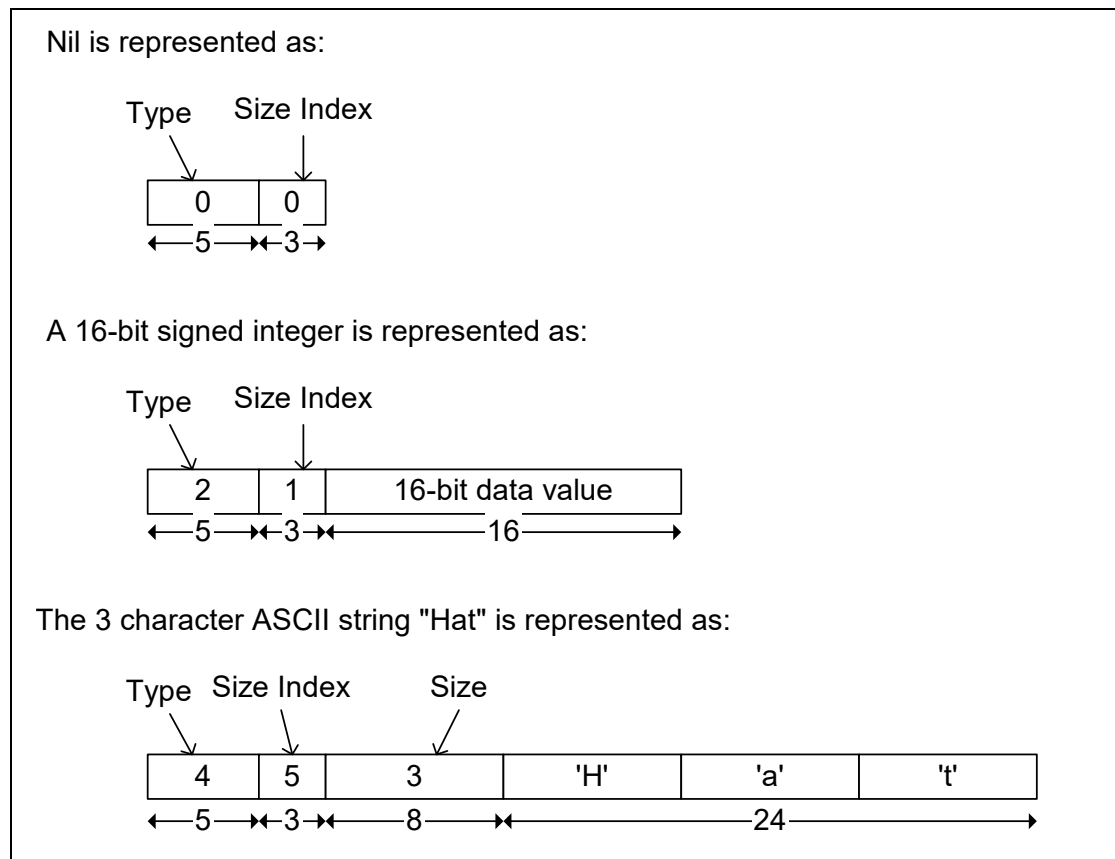 Nil is represented as:
Type Size Index
0 0
5 3
A 16-bit signed integer is represented as:
Type Size Index
2 1 16-bit data value
5 3 16
The 3 character ASCII string "Hat" is represented as:
Type Size Index Size
4 5 3 'H' 'a' 't'
5 3 8 24